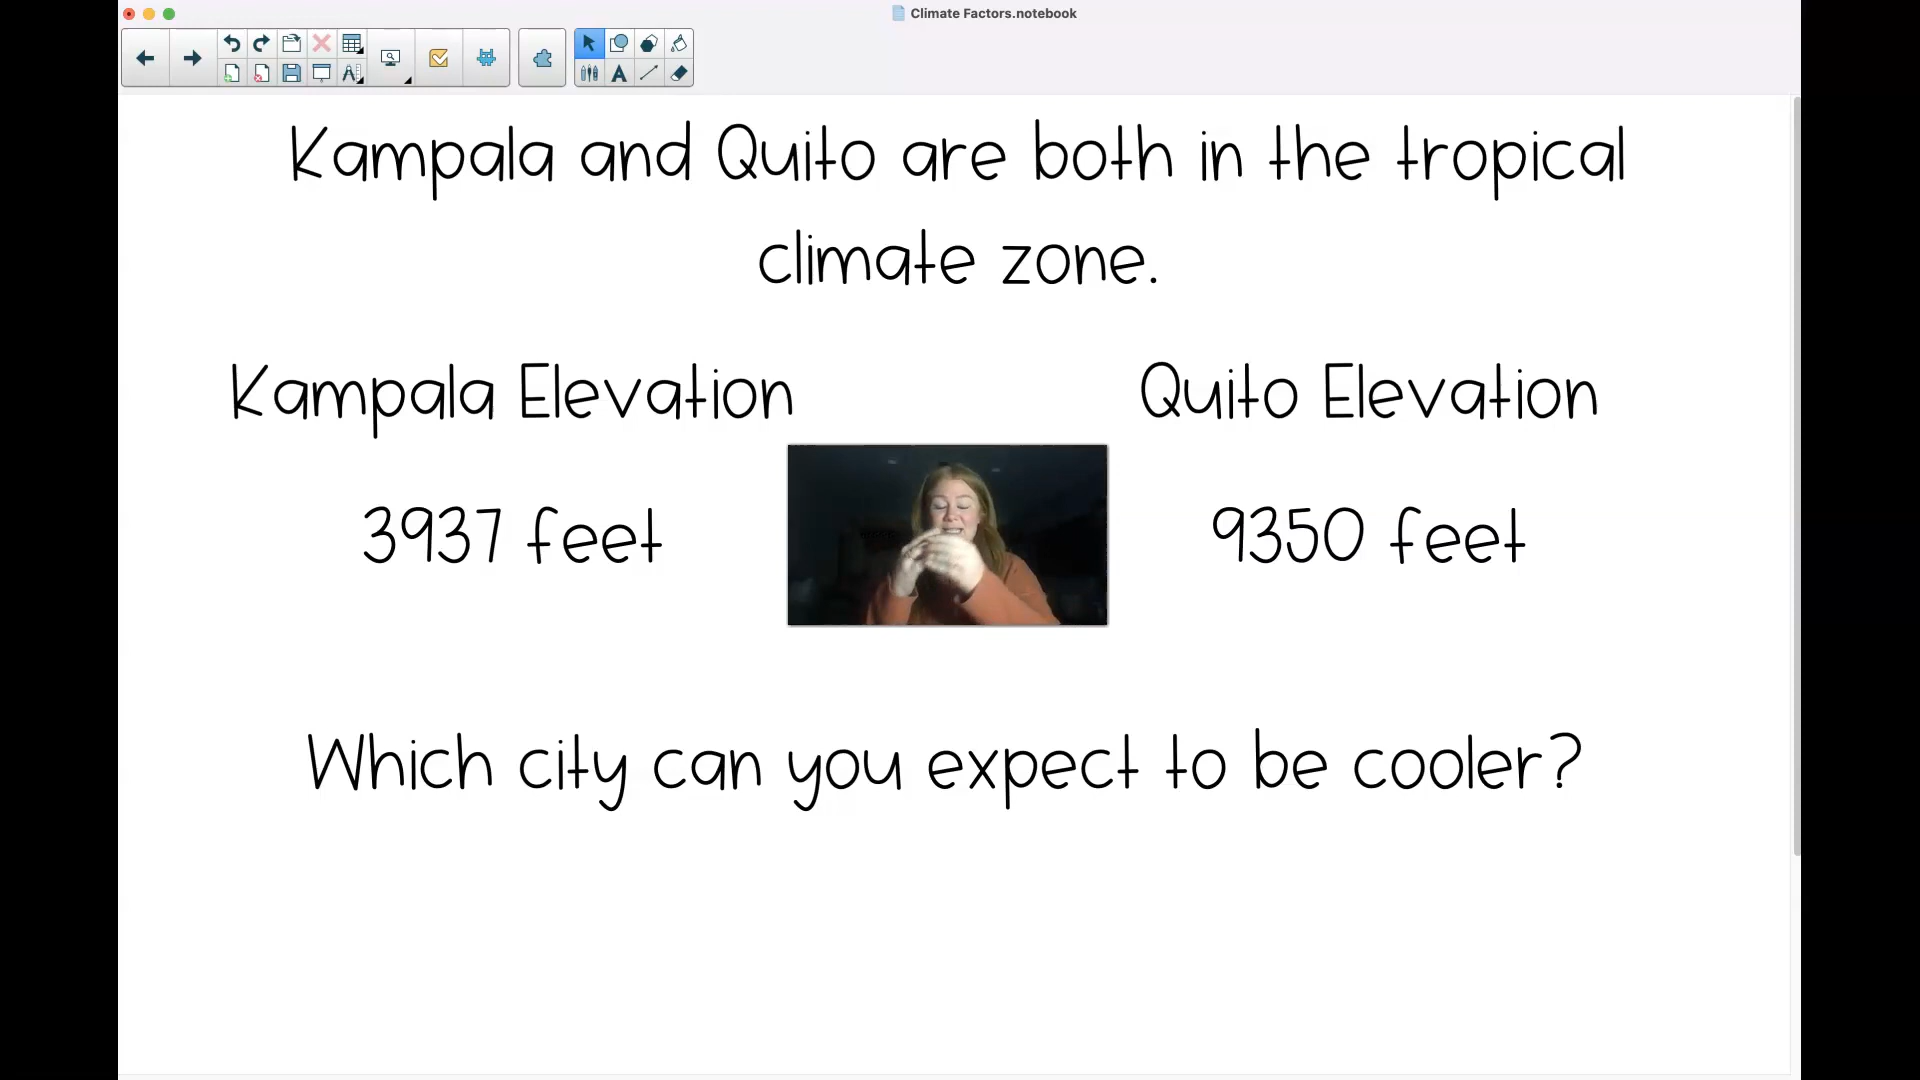 Climate Factors.notebook
Kampala and Quito are both in the tropical
climate zone.
Kampala Elevation
Quito Elevation
3937 feet
9350 feet
Which city can you expect to be cooler?